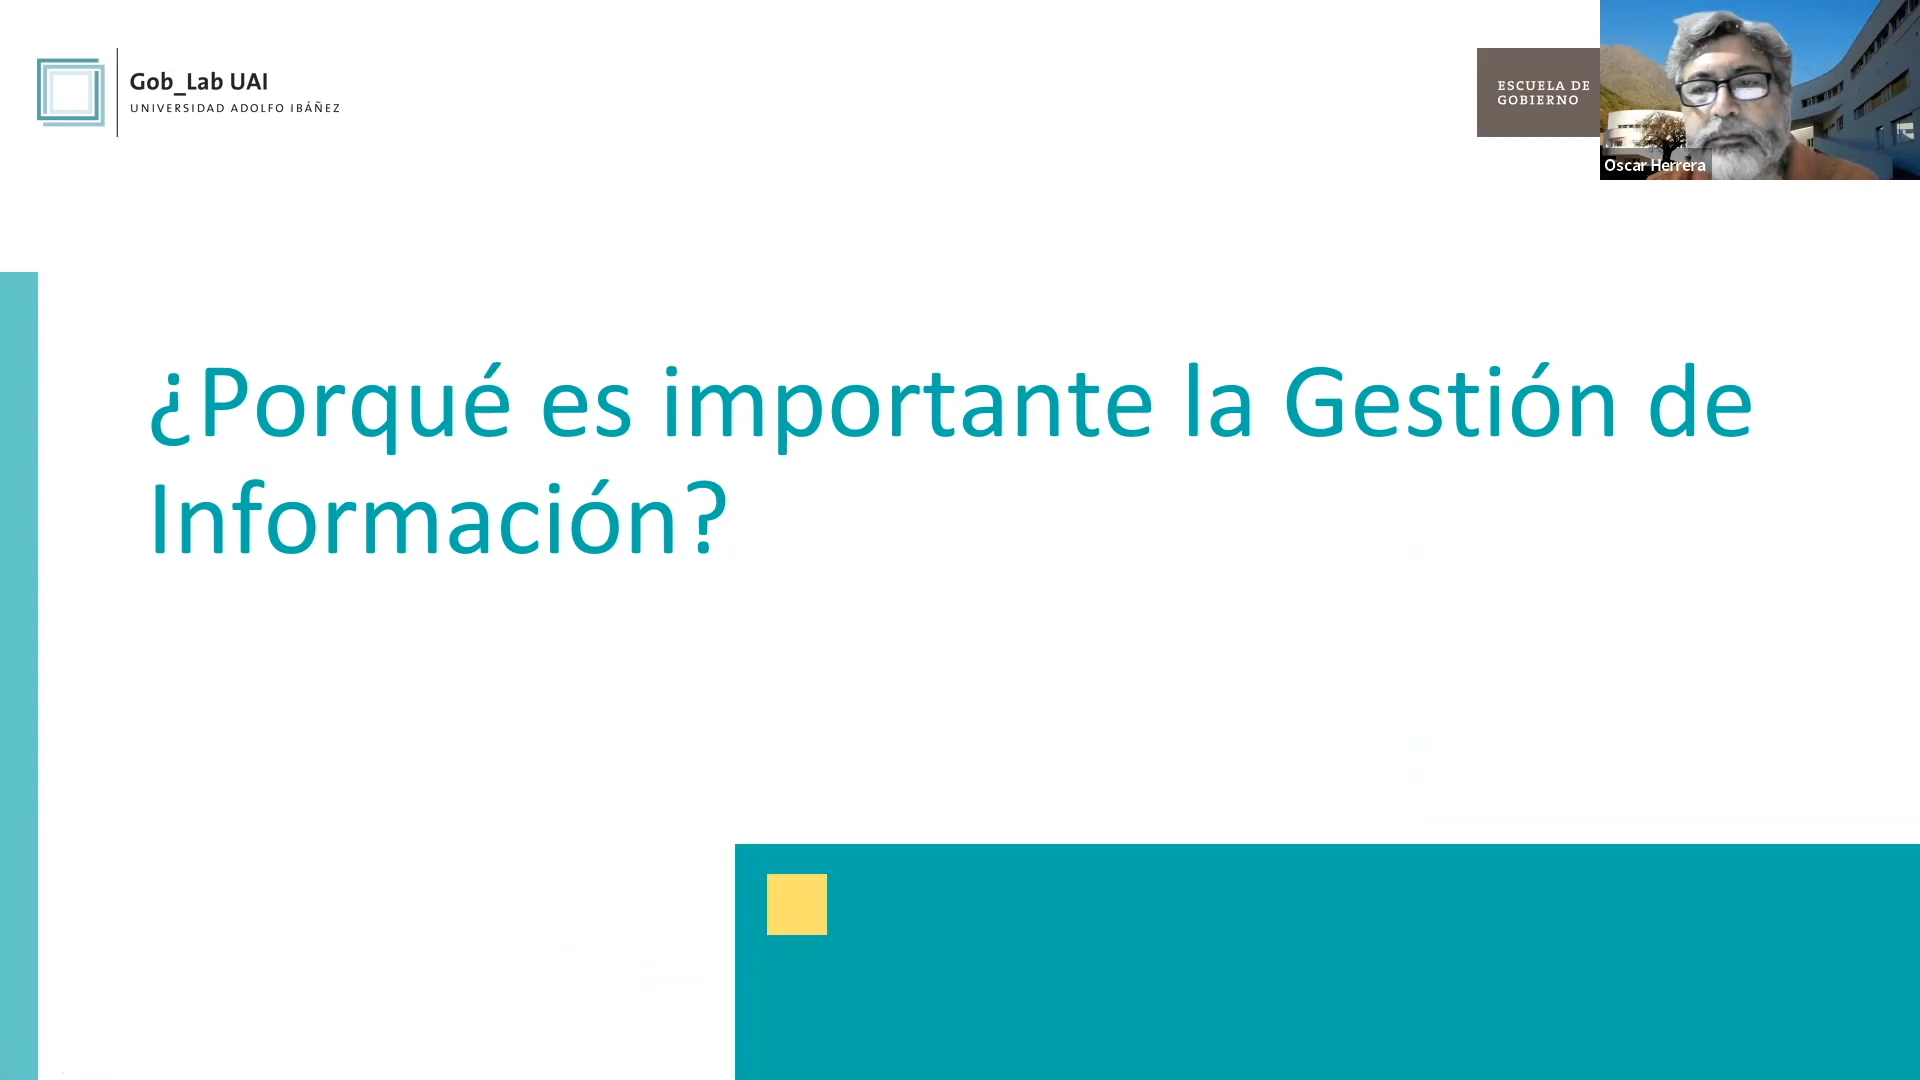 Gob_Lab UAI
UNIVERSIDAD ADOLFO IBÁÑEZ
ESCUELA DE
GOBIERNO
Oscar Herrera
¿Porqué es importante la Gestión de
Información?